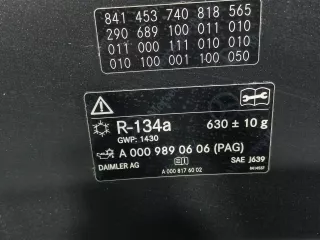 841 453 740 818 565
290 689 100 011 010
011 000 111 010 010
010 100 001 100 050
R-134a 630 ± 10 g
GWP: 1430
A 000 989 06 06 (PAG)
DAIMLER AG SAE J639
A 000 817 60 02